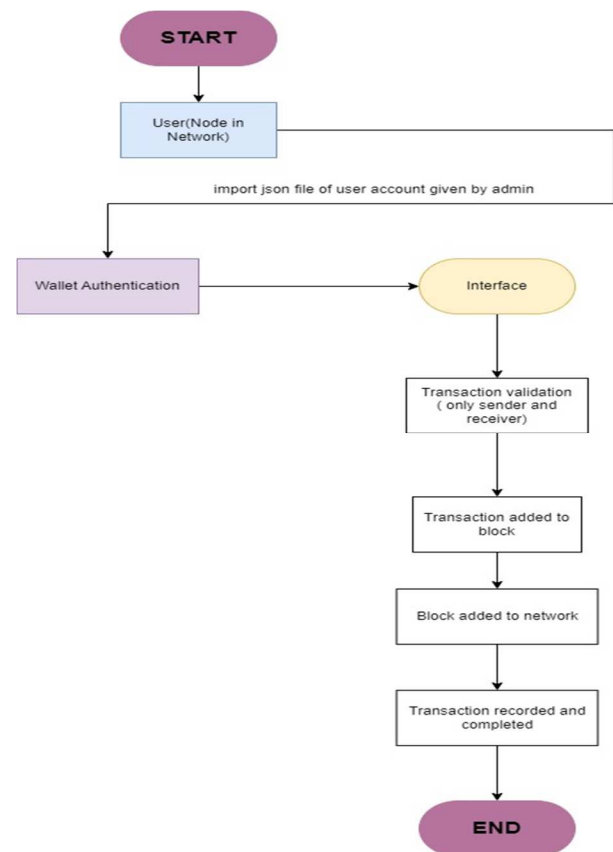 START
User(Node in
Network)
import json file of user account given by admin
Wallet Authentication
Interface
Transaction validation
( only sender and
receiver)
Transaction added to
block
Block added to network
Transaction recorded and
completed
END